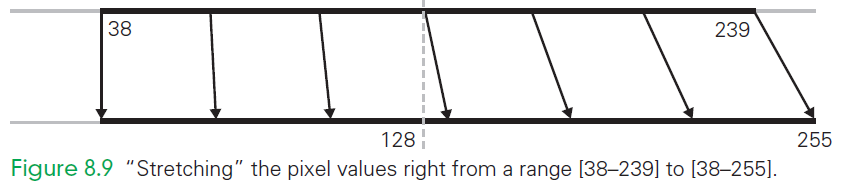 38 239
128 255
Figure 8.9 “Stretching” the pixel values right from a range [38–239] to [38–255].